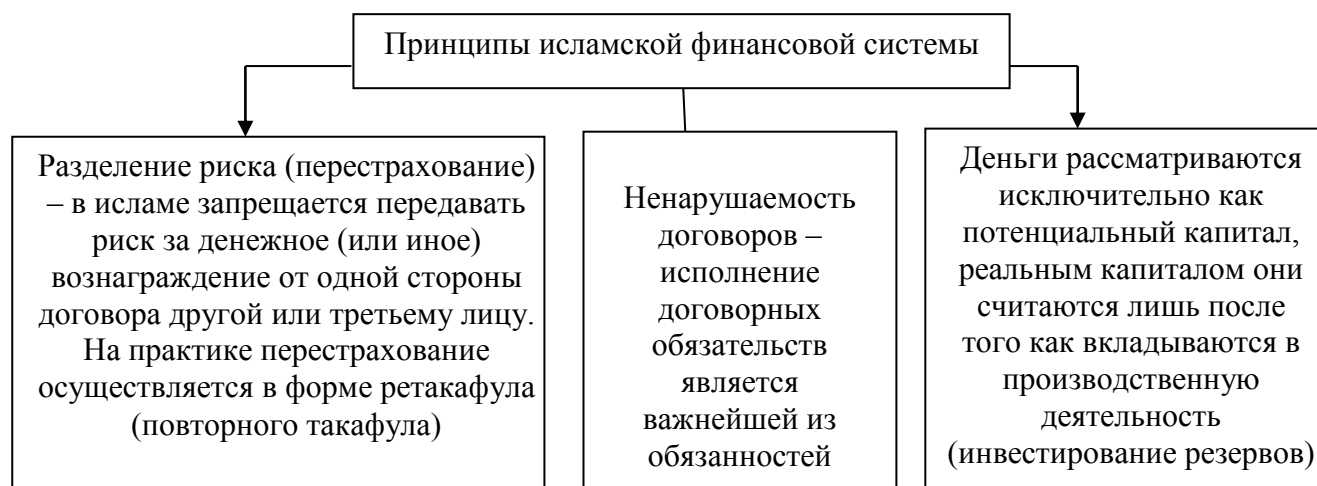 Принципы исламской финансовой системы
Разделение риска (перестрахование)
– в исламе запрещается передавать
риск за денежное (или иное)
вознаграждение от одной стороны
договора другой или третьему лицу.
На практике перестрахование
осуществляется в форме ретакафула
(повторного такафула)
Ненарушаемость
договоров –
исполнение
договорных
обязательств
является
важнейшей из
обязанностей
Деньги рассматриваются
исключительно как
потенциальный капитал,
реальным капиталом они
считаются лишь после
того как вкладываются в
производственную
деятельность
(инвестирование резервов)